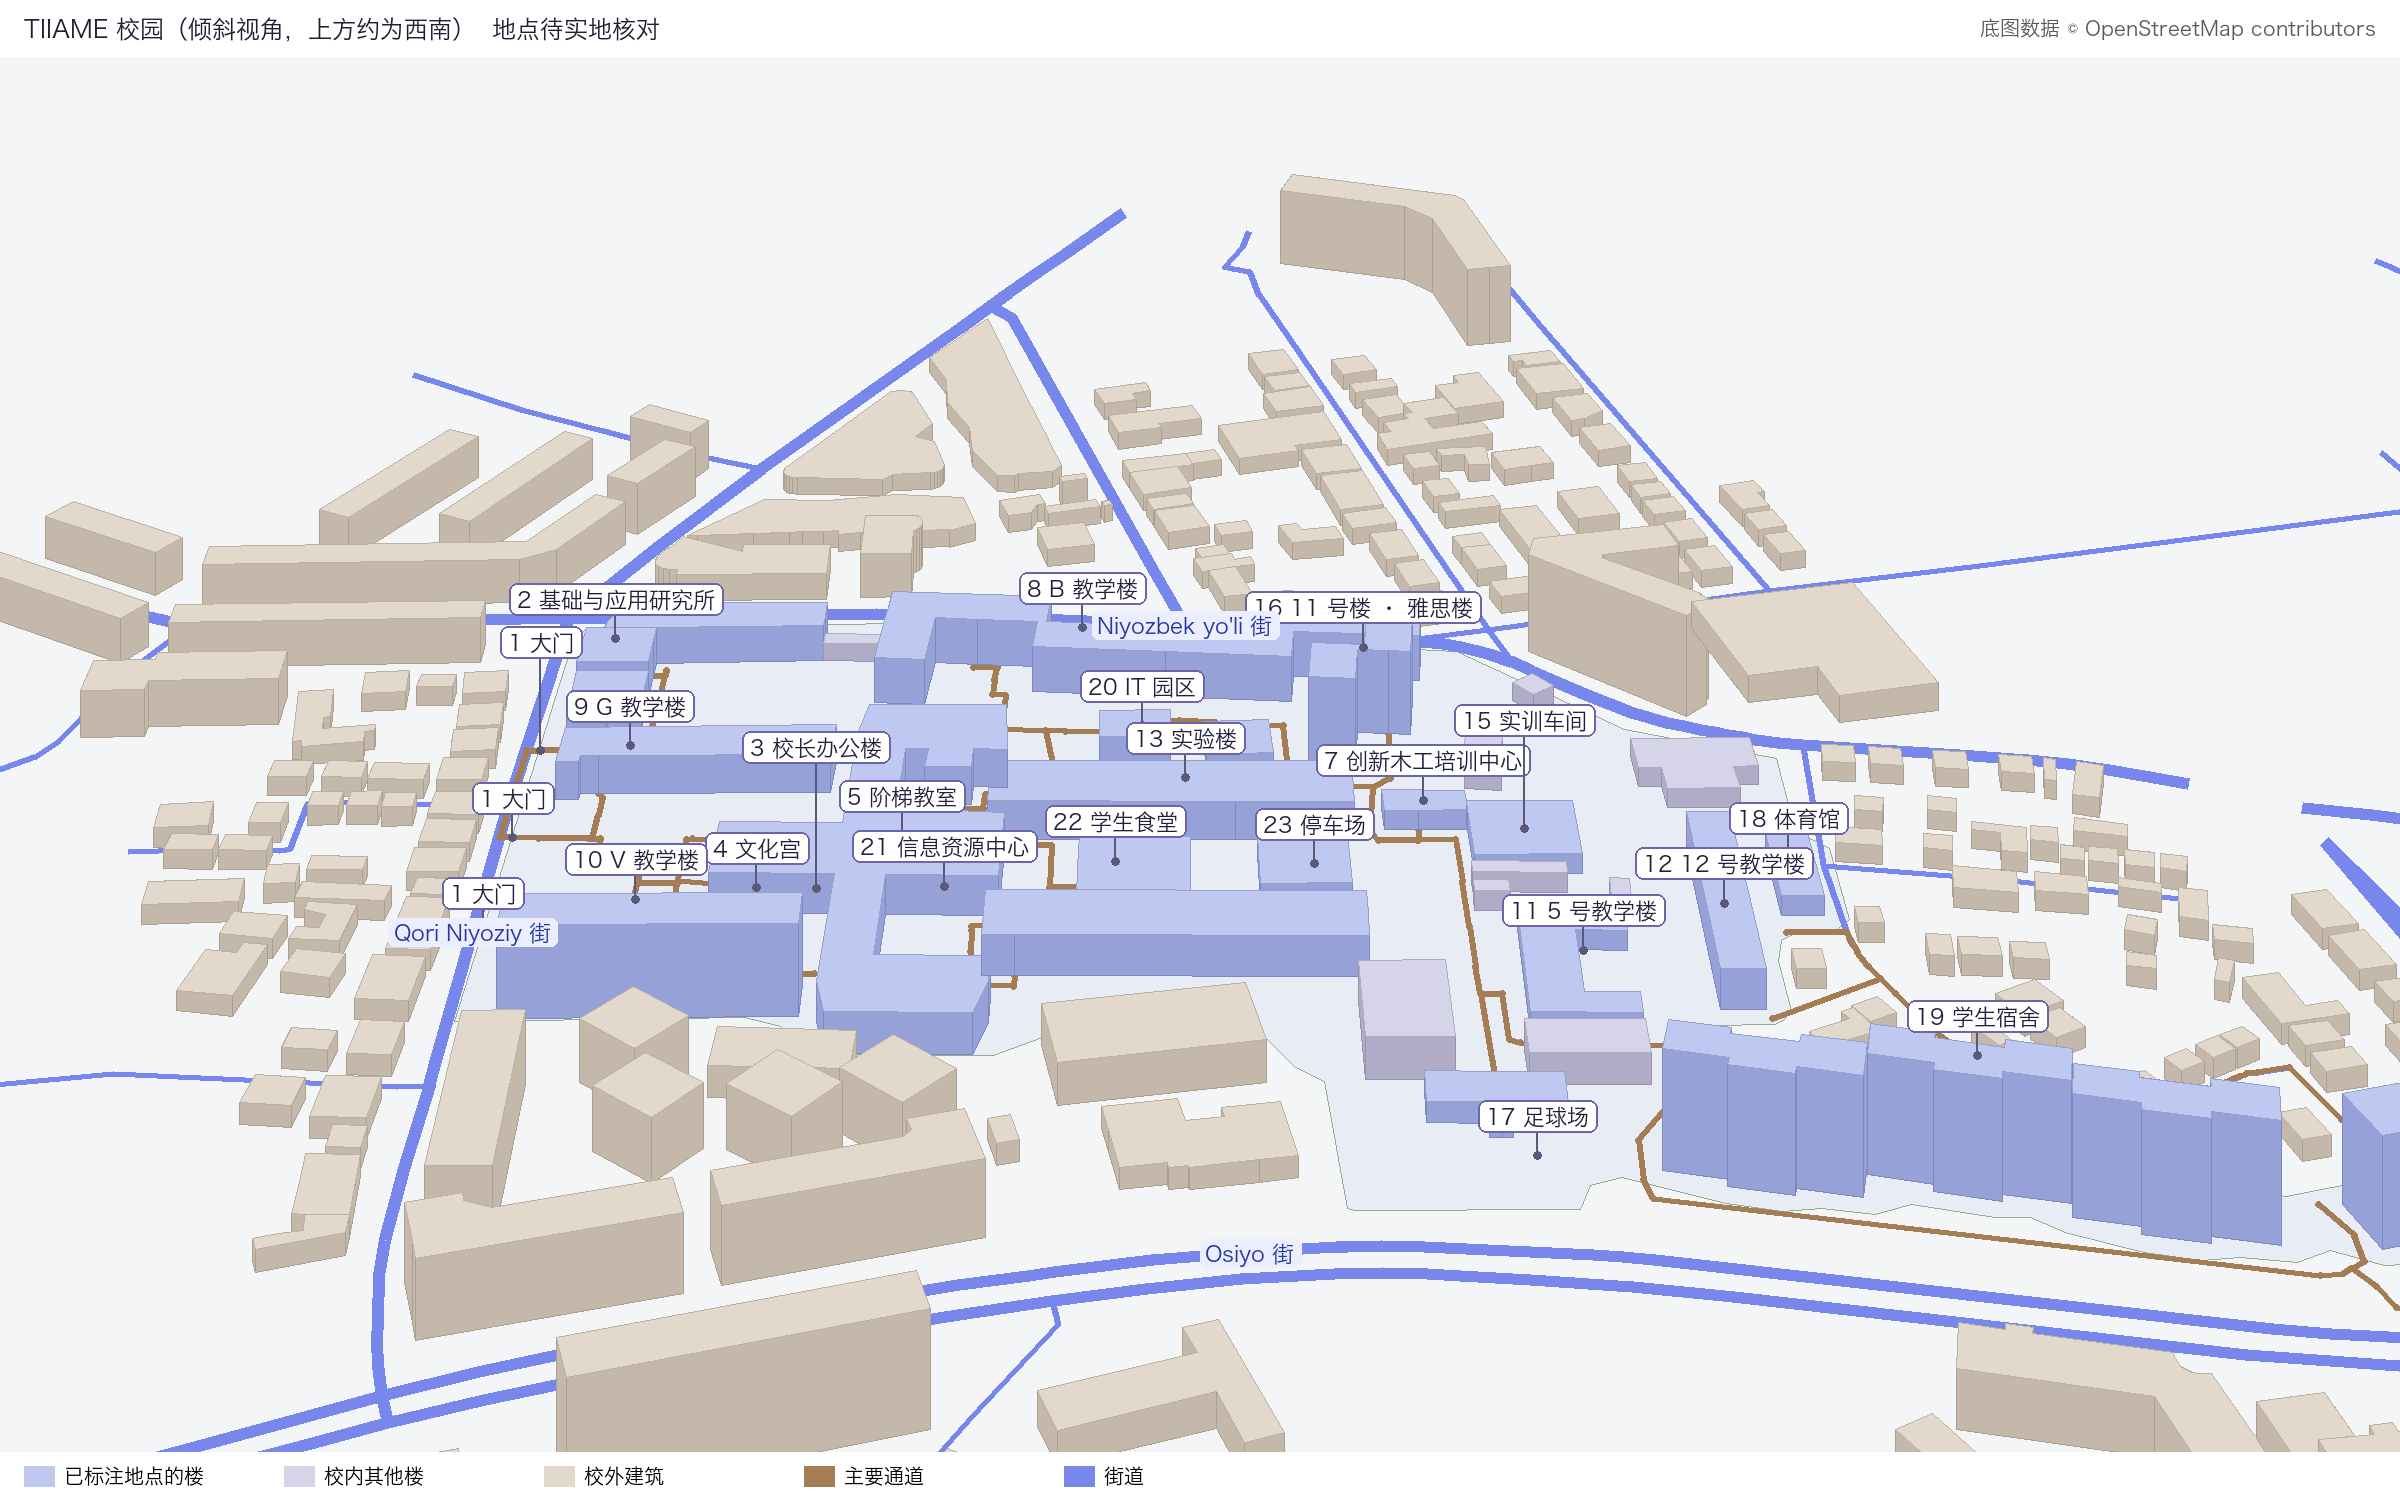 TIIAME 校园（倾斜视角，上方约为西南） 地点待实地核对
底图数据 © OpenStreetMap contributors
8 B 教学楼
2 基础与应用研究所
16 11 号楼 · 雅思楼
Niyozbek yo'li 街
1 大门
20 IT 园区
9 G 教学楼
15 实训车间
13 实验楼
3 校长办公楼
7 创新木工培训中心
5 阶梯教室
1 大门
18 体育馆
22 学生食堂
23 停车场
21 信息资源中心
4 文化宫
10 V 教学楼
12 12 号教学楼
1 大门
11 5 号教学楼
Qori Niyoziy 街
19 学生宿舍
17 足球场
Osiyo 街
已标注地点的楼
校内其他楼
校外建筑
主要通道
街道